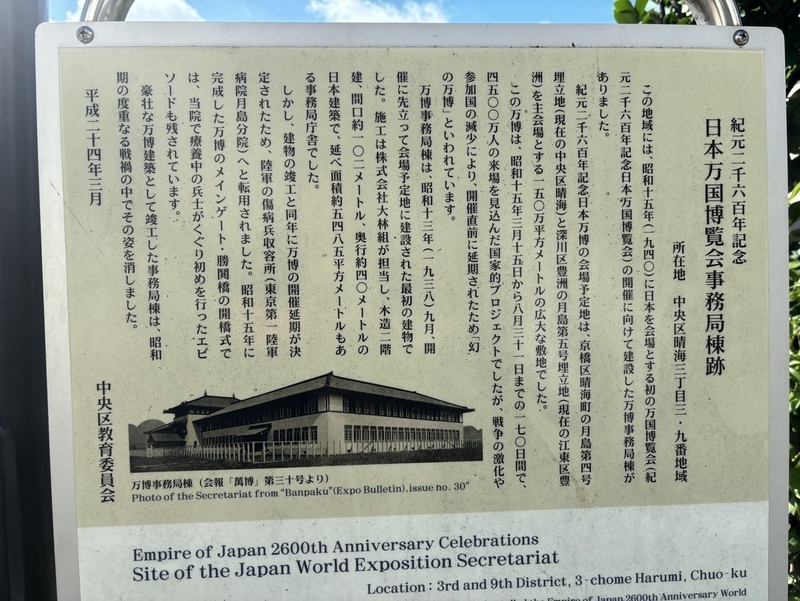 紀元二千六百年記念
日本万国博覧会事務局棟跡
所在地 中央区晴海三丁目三・九番地域
この地域には、昭和十五年(一九四〇)に日本を会場とする初の万国博覧会(紀
元二千六百年記念日本万国博覧会)の開催に向けて建設した万博事務局棟が
ありました。
紀元二千六百年記念日本万博の会場予定地は、京橋区晴海町の月島第四号
埋立地(現在の中央区晴海)と深川区豊洲の月島第五号埋立地(現在の江東区豊
洲)を主会場とする一五〇万平方メートルの広大な敷地でした。
この万博は、昭和十五年三月十五日から八月三十一日までの一七〇日間で、
四五〇〇万人の来場を見込んだ国家的プロジェクトでしたが、戦争の激化や
参加国の減少により、開催直前に延期されたため「幻
の万博」といわれています。
万博事務局棟は、昭和十三年(一九三八)九月、開
催に先立って会場予定地に建設された最初の建物で
した。施工は株式会社大林組が担当し、木造二階
建、間口約一〇二メートル、奥行約四〇メートルの
日本建築で、延べ面積約五四八五平方メートルもあ
る事務局庁舎でした。
しかし、建物の竣工と同年に万博の開催延期が決
定されたため、陸軍の傷病兵収容所(東京第一陸軍
病院月島分院)へと転用されました。昭和十五年に
完成した万博のメインゲート・勝鬨橋の開橋式で
は、当院で療養中の兵士がくぐり初めを行ったエピ
ソードも残されています。
豪壮な万博建築として竣工した事務局棟は、昭和
期の度重なる戦禍の中でその姿を消しました。
平成二十四年三月
中央区教育委員会
万博事務局棟(会報「萬博」第三十号より)
Photo of the Secretariat from "Banpaku"(Expo Bulletin),issue no. 30"
Empire of Japan 2600th Anniversary Celebrations
Site of the Japan World Exposition Secretariat
Location : 3rd and 9th District, 3-chome Harumi, Chuo-ku
the Empire of Japan 2600th Anniversary World